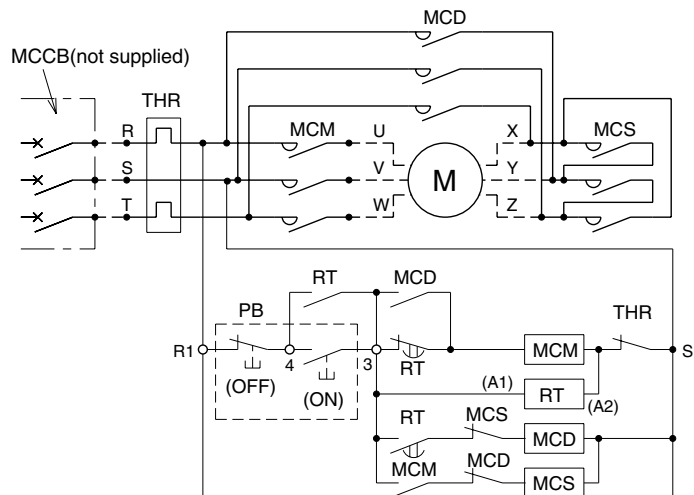 MCD
MCCB(not supplied)
THR
R
MCM
U
X
MCS
S
V
M
Y
T
W
Z
RT
MCD
PB
THR
R1
4
3
RT
MCM
S
(OFF)
(ON)
(A1)
RT
(A2)
RT
MCS
MCD
MCM
MCD
MCS